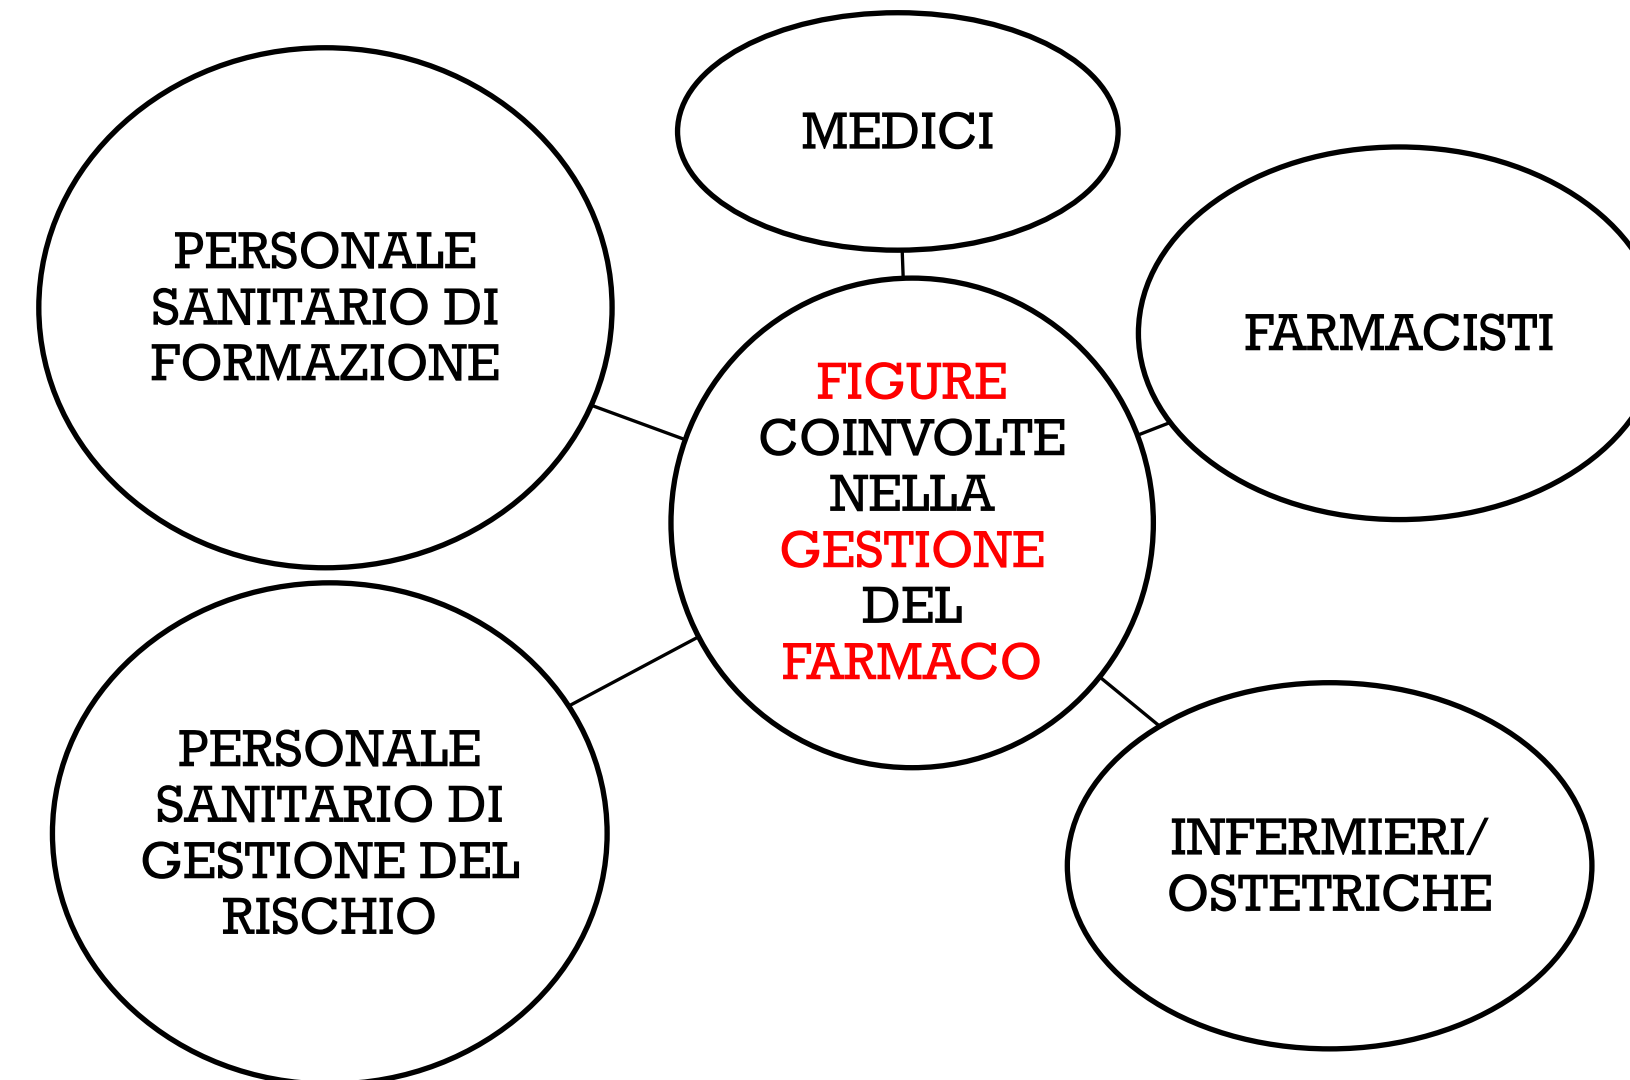 MEDICI
PERSONALE
SANITARIO DI
FORMAZIONE
FARMACISTI
FIGURE
COINVOLTE
NELLA
GESTIONE
DEL
FARMACO
PERSONALE
SANITARIO DI
GESTIONE DEL
RISCHIO
INFERMIERI/
OSTETRICHE